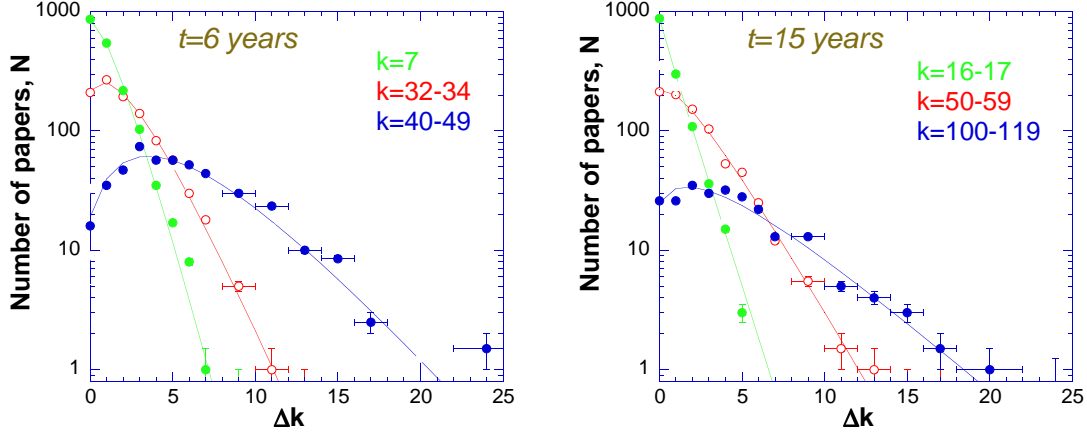 1000
100
10
1
0
5
10
15
20
25
Number of papers, N
Δk
t=6 years
k=7
k=32-34
k=40-49
1000
100
10
1
0
5
10
15
20
25
Number of papers, N
Δk
t=15 years
k=16-17
k=50-59
k=100-119